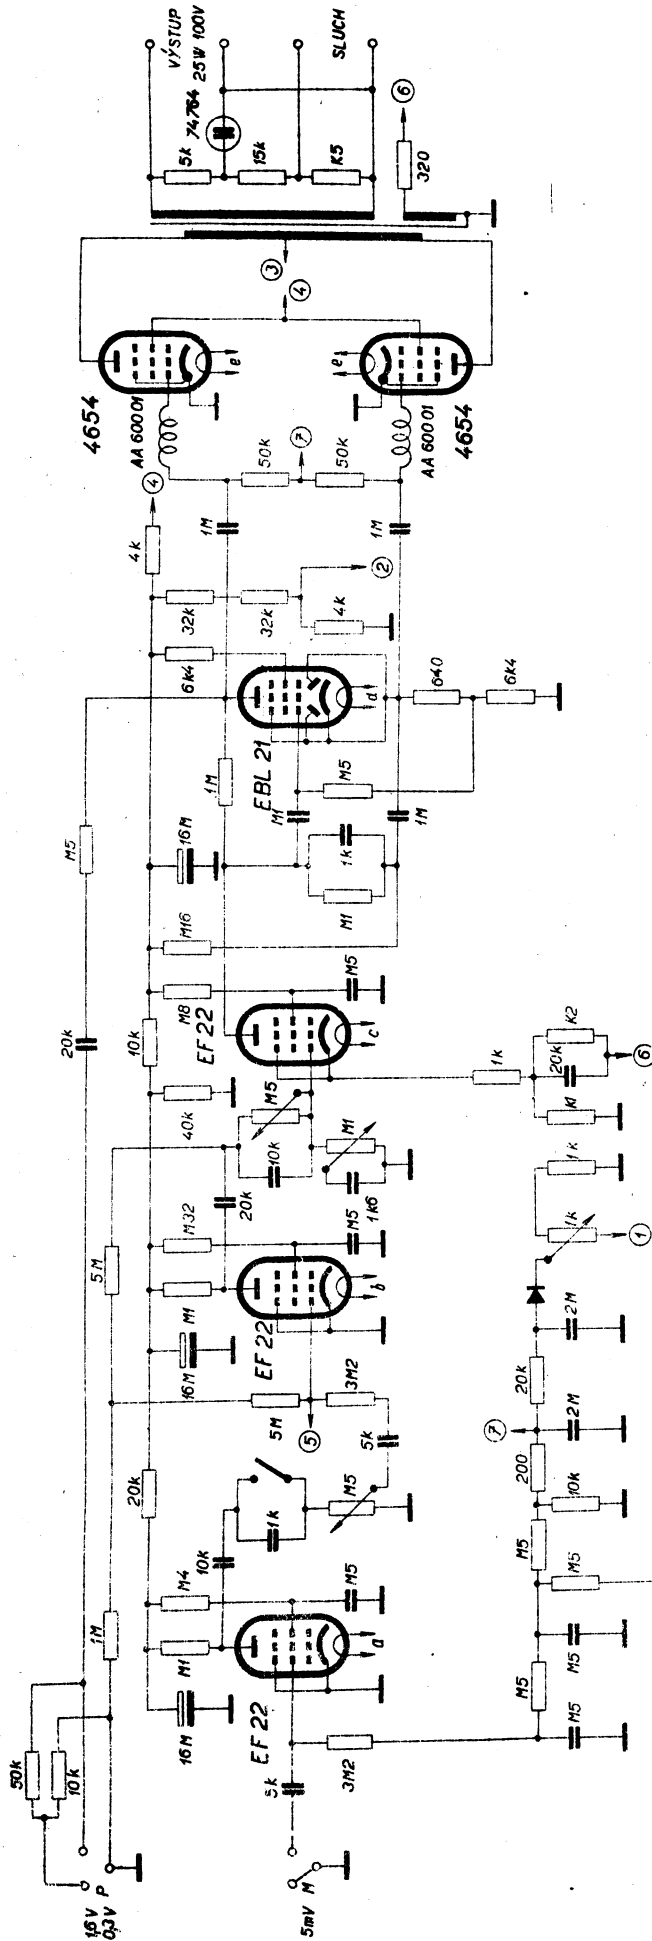 50k
10k
1,6V P
0,3V
1M
5M
20k
M5
4654
AA 600 01
VÝSTUP
25W 100V
74764
5k
15k
K5
SLUCH
320
6
3
4
e
20k
10k
4k
4
16M
M1
M4
16M
M1
M32
40k
M8
M16
16M
6k4
32k
32k
4k
2
1M
1M
50k
7
50k
5mV M
5k
EF 22
a
10k
1k
M5
M5
5k
5M
5
3M2
EF 22
b
M5
20k
10k
M5
M1
1k6
EF 22
c
M5
M1
M1
1k
1M
EBL 21
d
M5
640
6k4
1M
e
AA 600 01
4654
3M2
M5
M5
M5
M5
M5
10k
200
7
2M
20k
2M
1k
1
1k
1k
K1
20k
K2
6